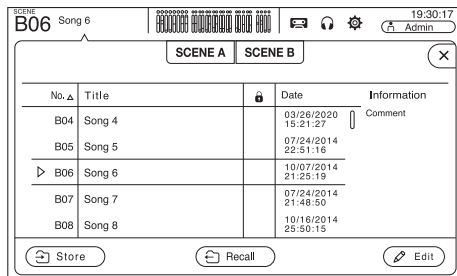 SCENE
B06 Song 6
19:30:17
Admin
SCENE A SCENE B
No. Title Date Information
B04 Song 4 03/26/2020
15:21:27
Comment
B05 Song 5 07/24/2014
22:51:16
B06 Song 6 10/07/2014
21:25:19
B07 Song 7 07/24/2014
21:48:50
B08 Song 8 10/16/2014
25:50:15
Store Recall Edit